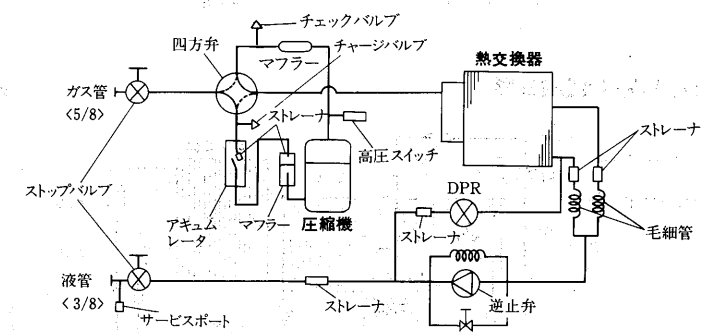 チェックバルブ
四方弁
チャージバルブ
マフラー
熱交換器
ガス管
<5/8>
ストレーナ
高圧スイッチ
ストレーナ
ストップバルブ
DPR
アキュム
レータ
マフラー
圧縮機
ストレーナ
毛細管
液管
<3/8>
ストレーナ
逆止弁
サービスポート